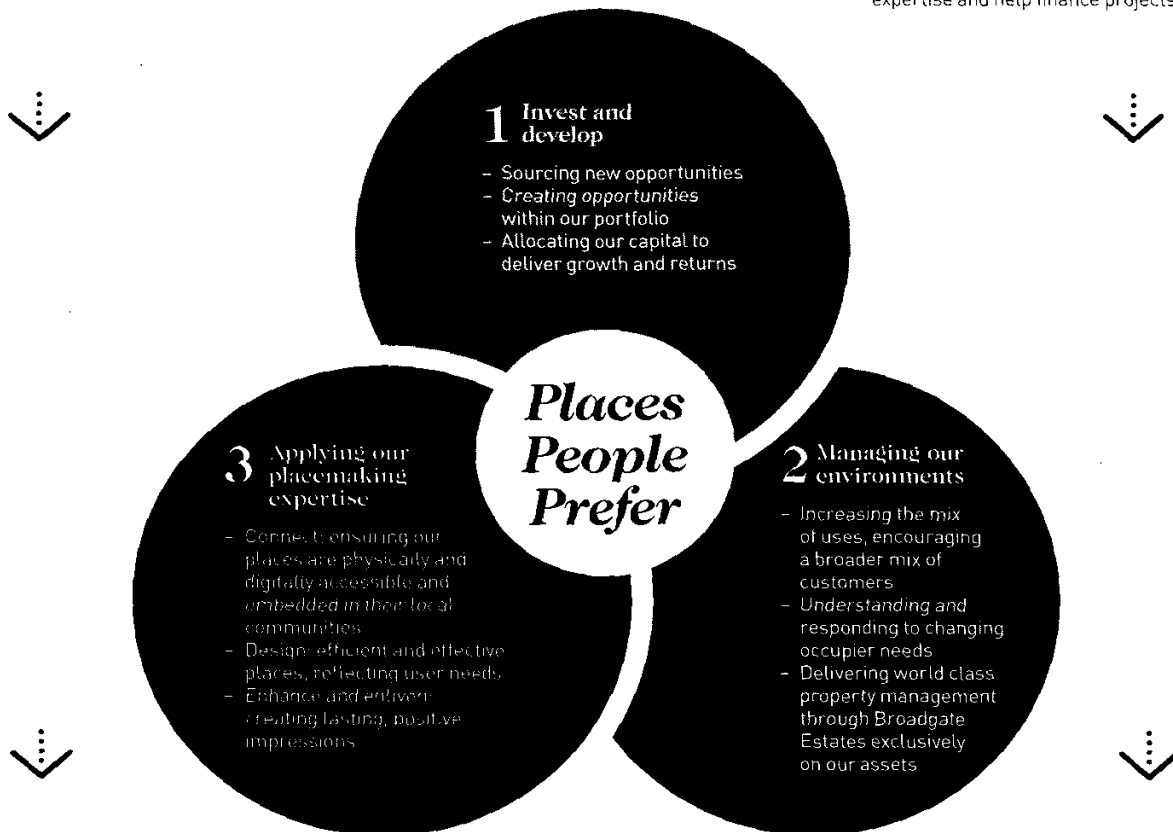 expertise and help finance projects
1 Invest and
develop
– Sourcing new opportunities
– Creating opportunities
within our portfolio
– Allocating our capital to
deliver growth and returns
Places
People
Prefer
3 Applying our
placemaking
expertise
– Connect: ensuring our
places are physically and
digitally accessible and
embedded in their local
communities
– Design: efficient and effective
places, reflecting user needs
– Enhance and enliven:
creating lasting, positive
impressions
2 Managing our
environments
– Increasing the mix
of uses, encouraging
a broader mix of
customers
– Understanding and
responding to changing
occupier needs
– Delivering world class
property management
through Broadgate
Estates exclusively
on our assets